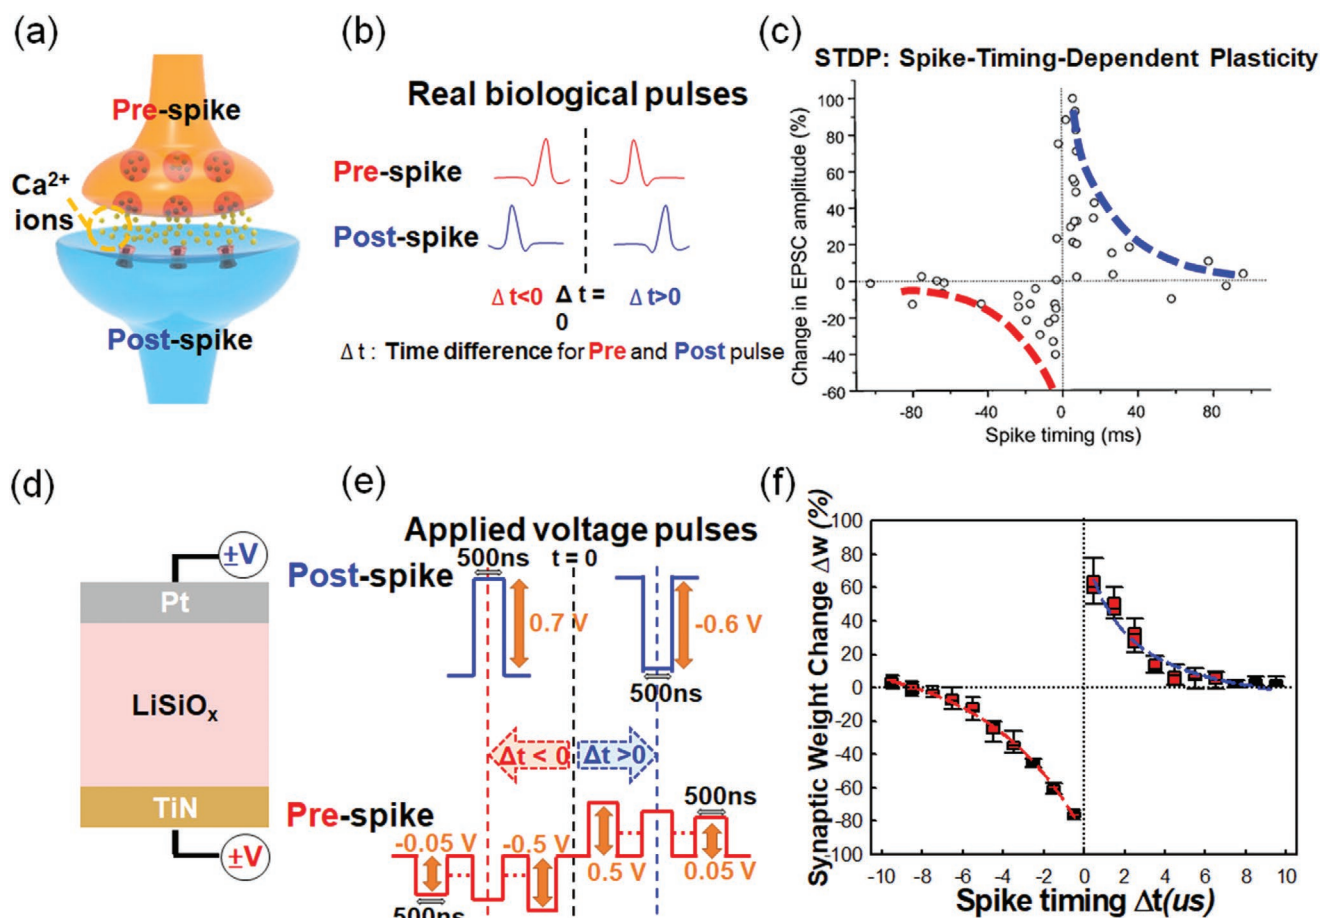 (a)
Pre-spike
Ca2+
ions
Post-spike
(b)
Real biological pulses
Pre-spike
Post-spike
Δ t<0 Δ t = 0 Δ t>0
Δ t : Time difference for Pre and Post pulse
(c)
STDP: Spike-Timing-Dependent Plasticity
Change in EPSC amplitude (%)
100
80
60
40
20
0
-20
-40
-60
-80 -40 0 40 80
Spike timing (ms)
(d)
±V
Pt
LiSiOx
TiN
±V
(e)
Applied voltage pulses
500ns t = 0
Post-spike
0.7 V -0.6 V
500ns
Δt < 0 Δt >0
Pre-spike
500ns
-0.05 V -0.5 V
0.5 V 0.05 V
500ns
(f)
Synaptic Weight Change Δw (%)
100
80
60
40
20
0
-20
-40
-60
-80
-100
-10 -8 -6 -4 -2 0 2 4 6 8 10
Spike timing Δt(us)